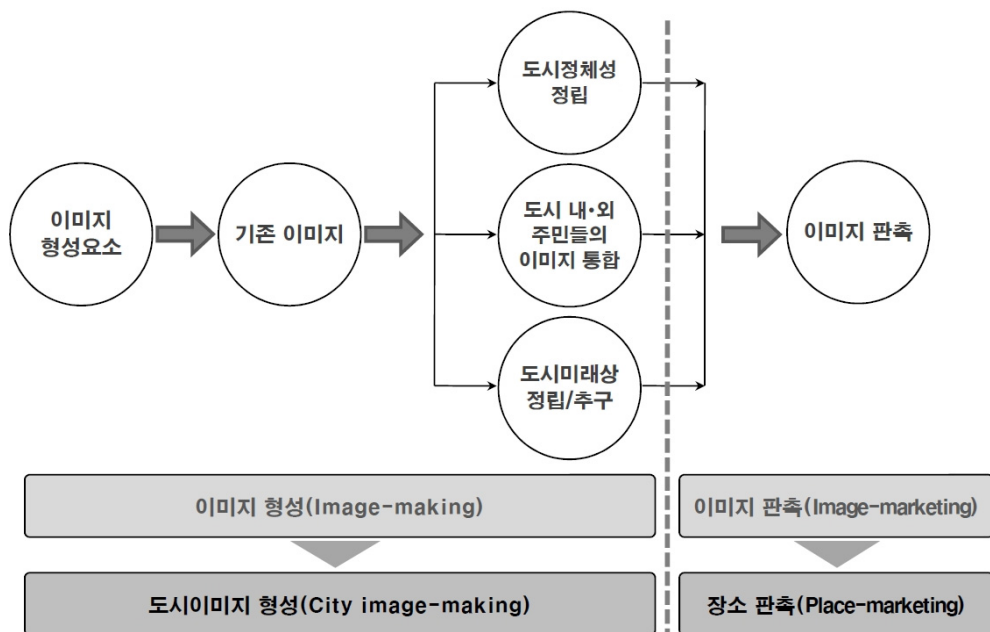 도시정체성
정립
이미지
형성요소
기존 이미지
도시 내·외
주민들의
이미지 통합
이미지 판촉
도시미래상
정립/추구
이미지 형성(Image-making)
이미지 판촉(Image-marketing)
도시이미지 형성(City image-making)
장소 판촉(Place-marketing)